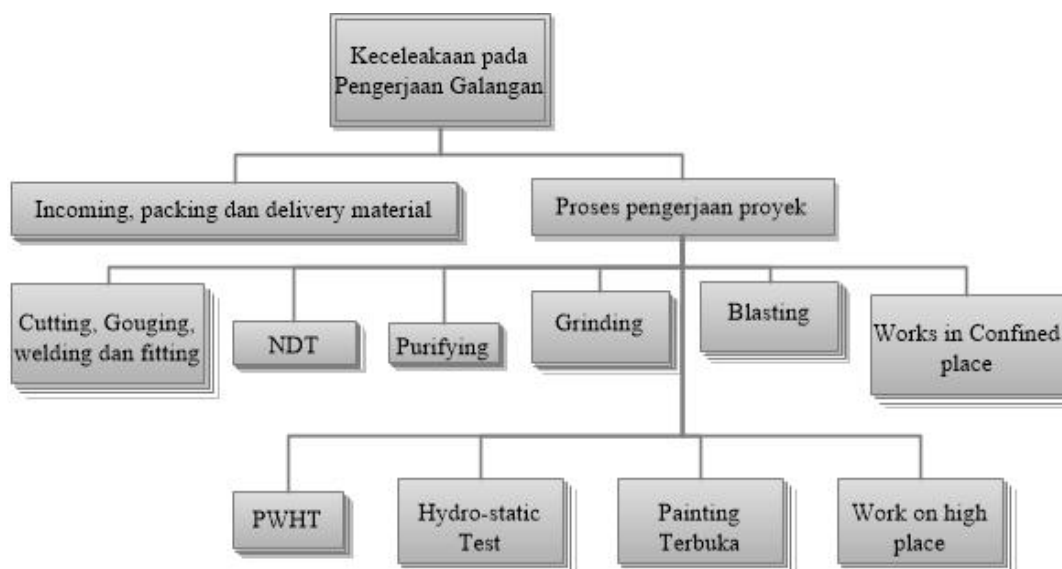 Keceleakaan pada
Pengerjaan Galangan
Incoming, packing dan delivery material
Proses pengerjaan proyek
Cutting, Gouging,
welding dan fitting
NDT
Purifying
Grinding
Blasting
Works in Confined
place
PWHT
Hydro-static
Test
Painting
Terbuka
Work on high
place